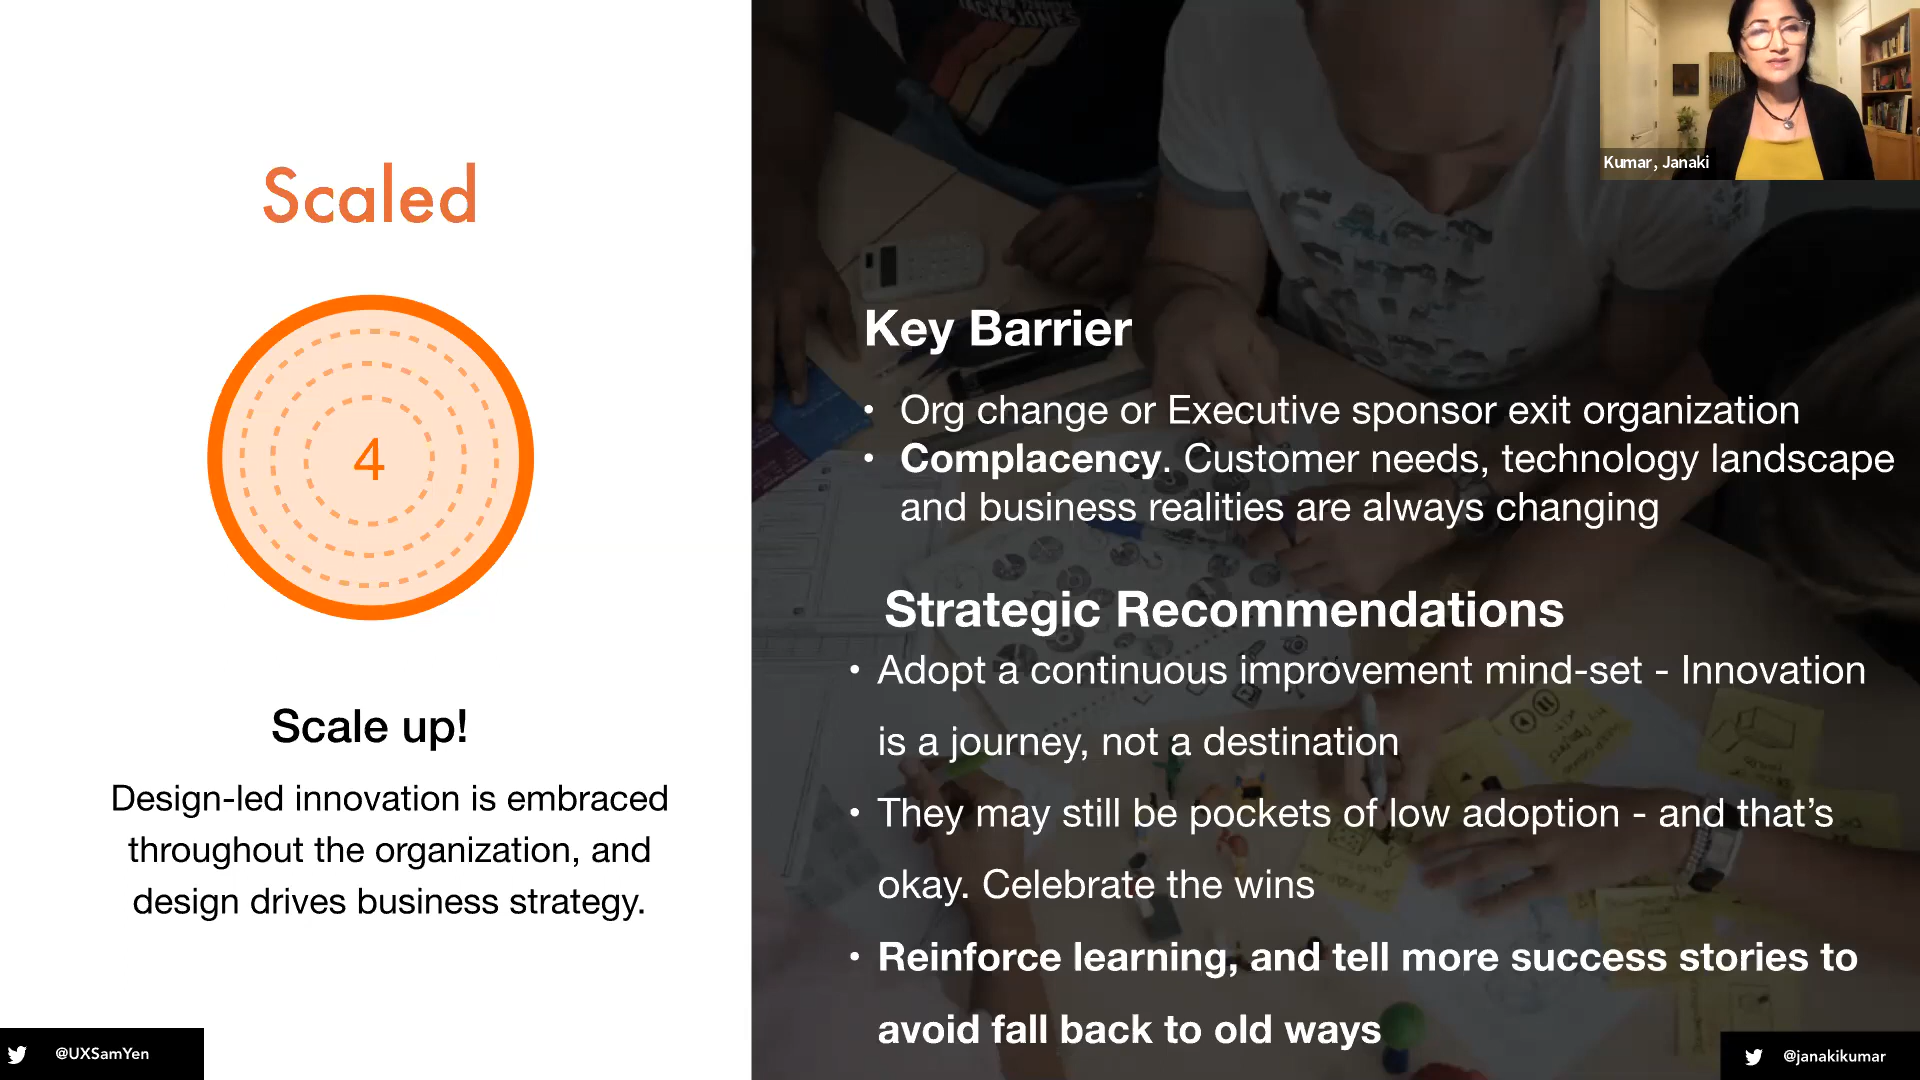 JACK & JONES
Kumar, Janaki
Scaled
4
Scale up!
Design-led innovation is embraced
throughout the organization, and
design drives business strategy.
Key Barrier
• Org change or Executive sponsor exit organization
• Complacency. Customer needs, technology landscape
and business realities are always changing
Strategic Recommendations
• Adopt a continuous improvement mind-set - Innovation
is a journey, not a destination
• They may still be pockets of low adoption - and that’s
okay. Celebrate the wins
• Reinforce learning, and tell more success stories to
avoid fall back to old ways
@UXSamYen
@janakikumar